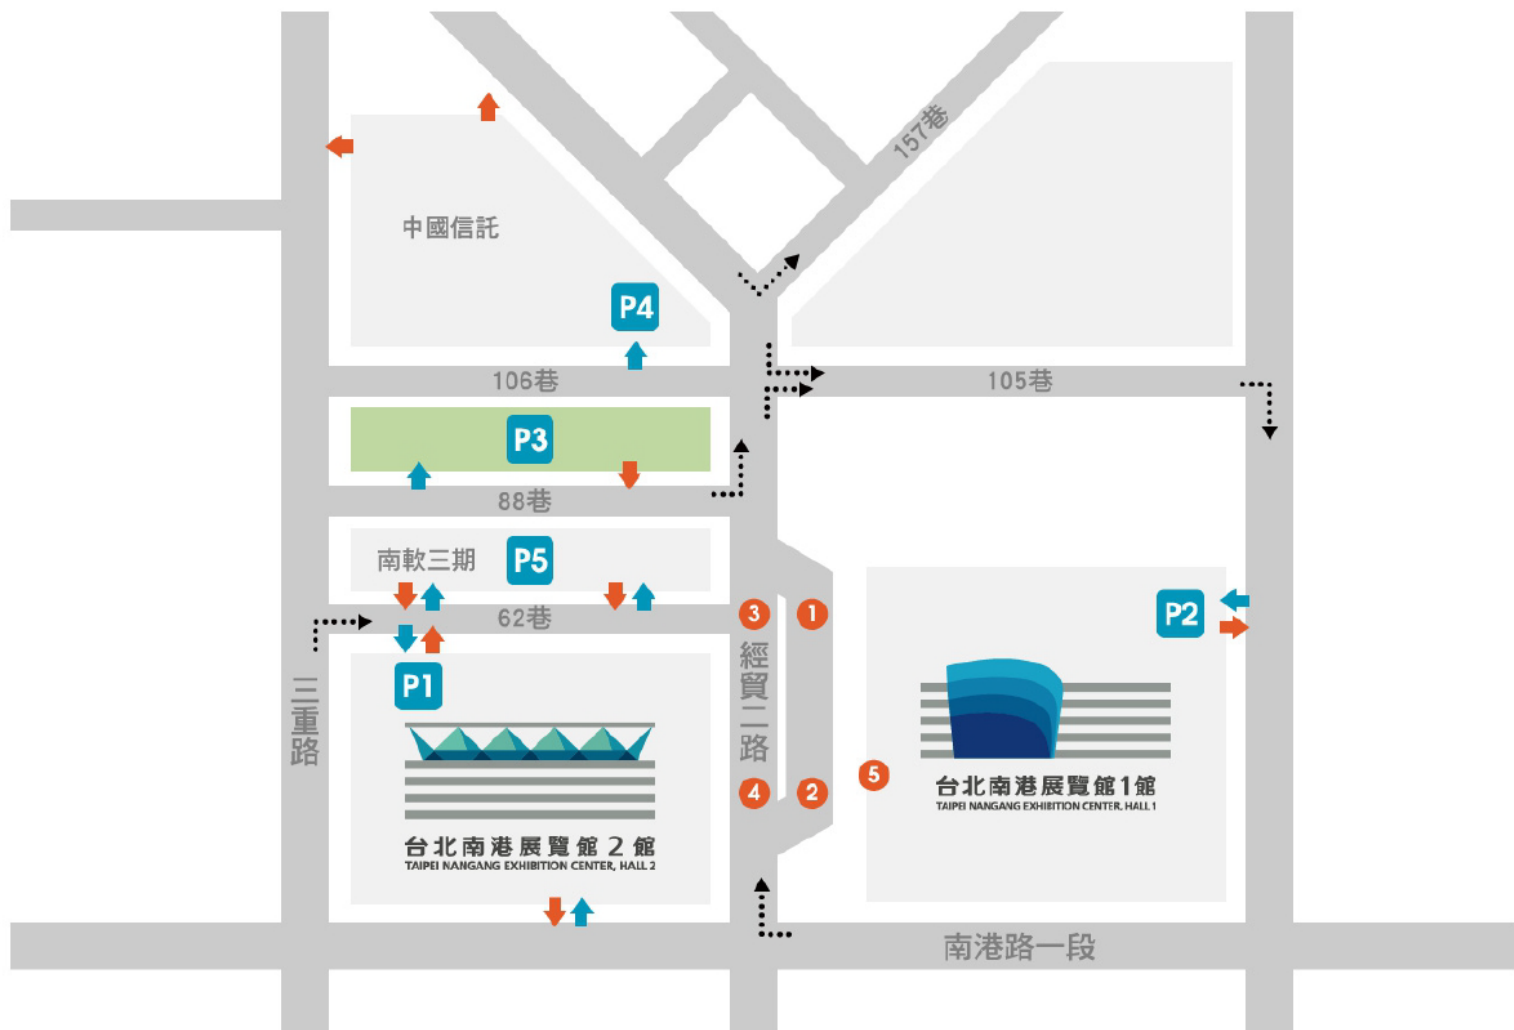 157巷
中國信託
P4
106巷
105巷
P3
88巷
南軟三期
P5
62巷
3
1
P2
經貿二路
P1
三重路
4
2
5
台北南港展覽館1館
TAIPEI NANGANG EXHIBITION CENTER, HALL 1
台北南港展覽館2館
TAIPEI NANGANG EXHIBITION CENTER, HALL 2
南港路一段